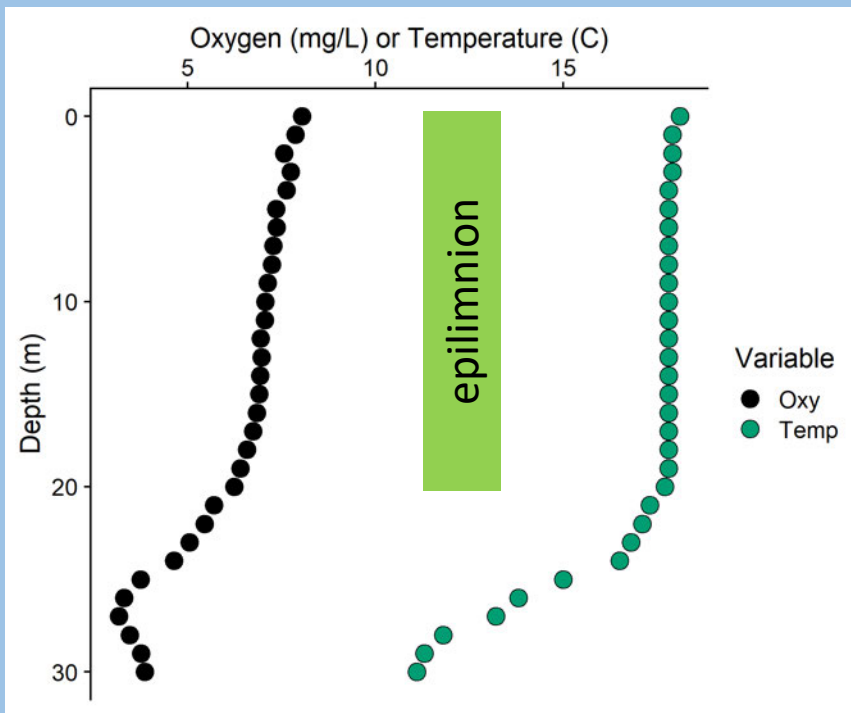 Oxygen (mg/L) or Temperature (C)
5 10 15
Depth (m)
0
10
20
30
epilimnion
Variable
Oxy
Temp